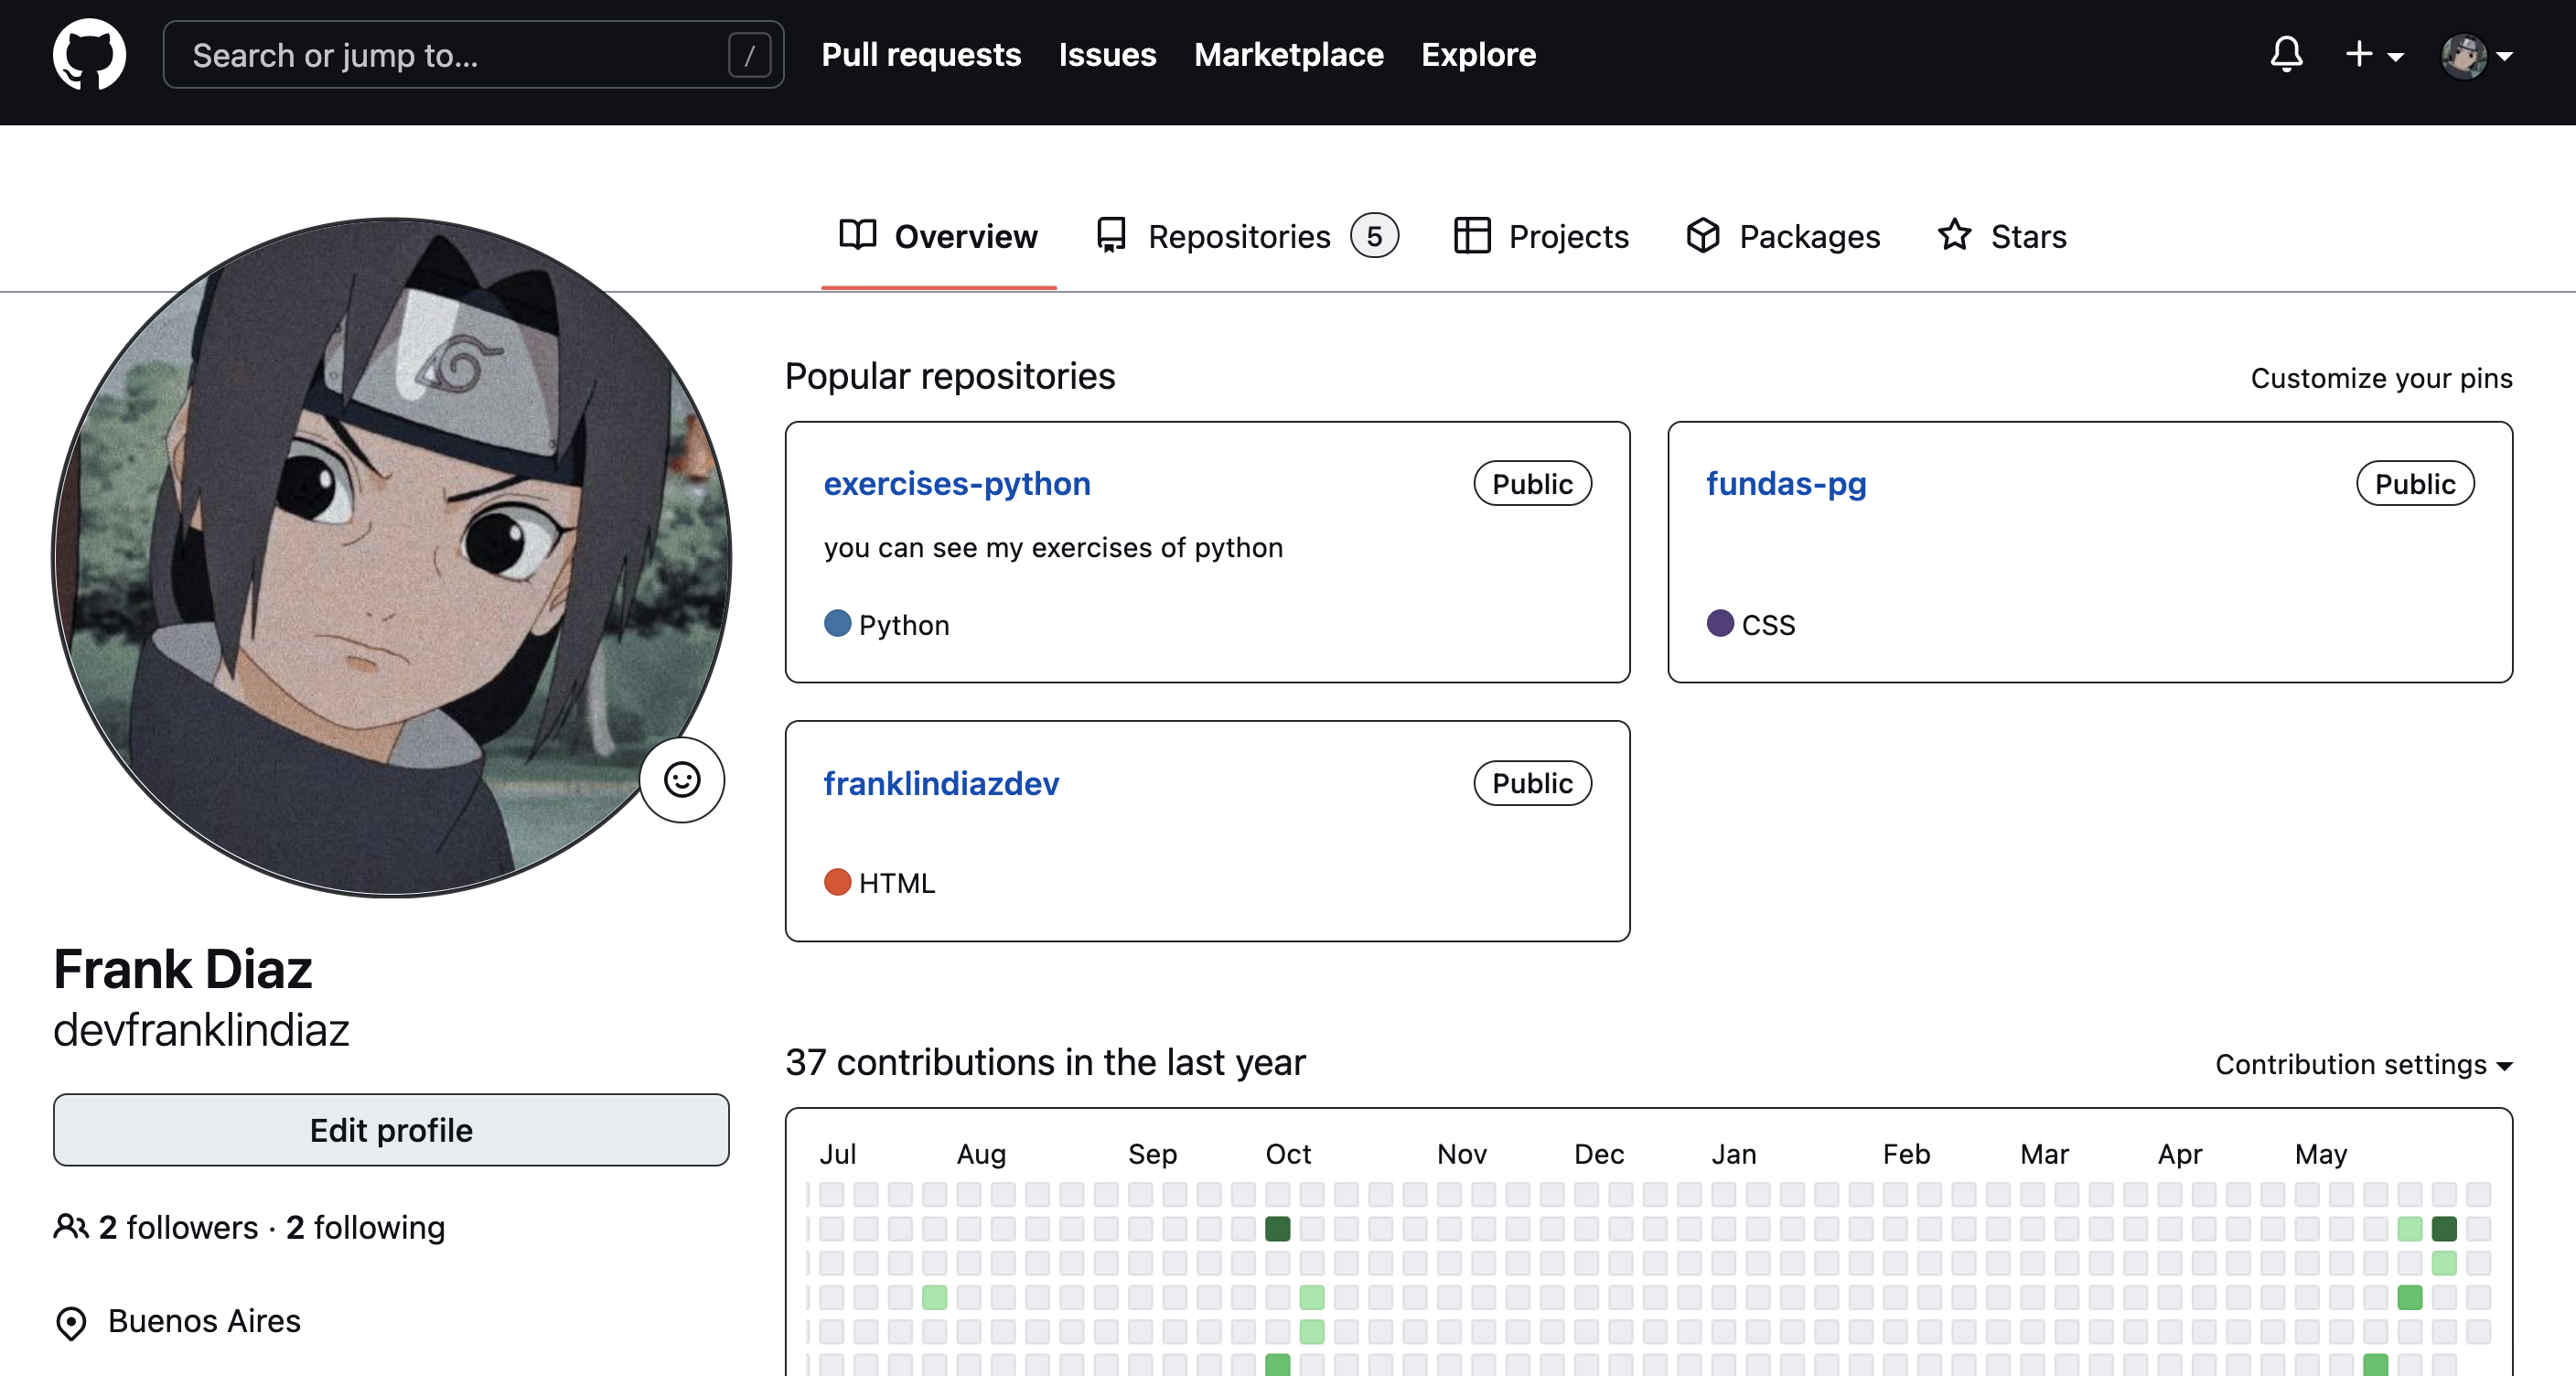 Search or jump to... /
Pull requests Issues Marketplace Explore
Overview Repositories 5 Projects Packages Stars
Popular repositories
Customize your pins
exercises-python Public
you can see my exercises of python
Python
fundas-pg Public
CSS
franklindiazdev Public
HTML
Frank Diaz
devfranklindiaz
Edit profile
2 followers · 2 following
Buenos Aires
37 contributions in the last year
Contribution settings
Jul Aug Sep Oct Nov Dec Jan Feb Mar Apr May